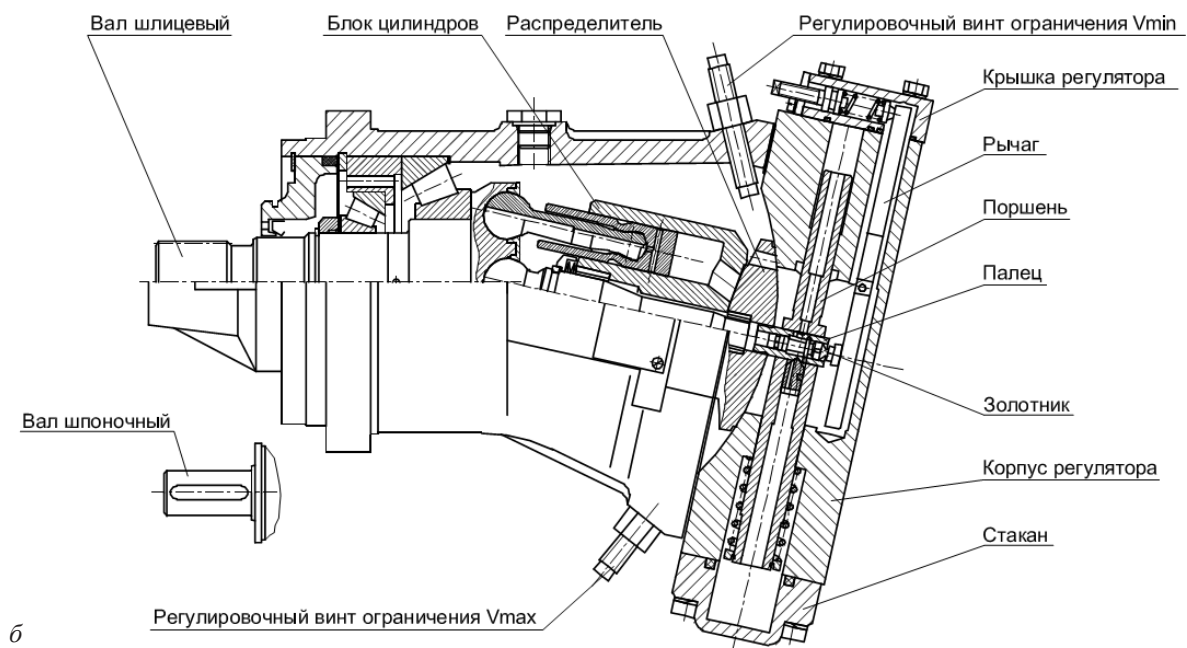 Вал шлицевый
Блок цилиндров
Распределитель
Регулировочный винт ограничения Vmin
Крышка регулятора
Рычаг
Поршень
Палец
Золотник
Вал шпоночный
Корпус регулятора
Стакан
Регулировочный винт ограничения Vmax
б